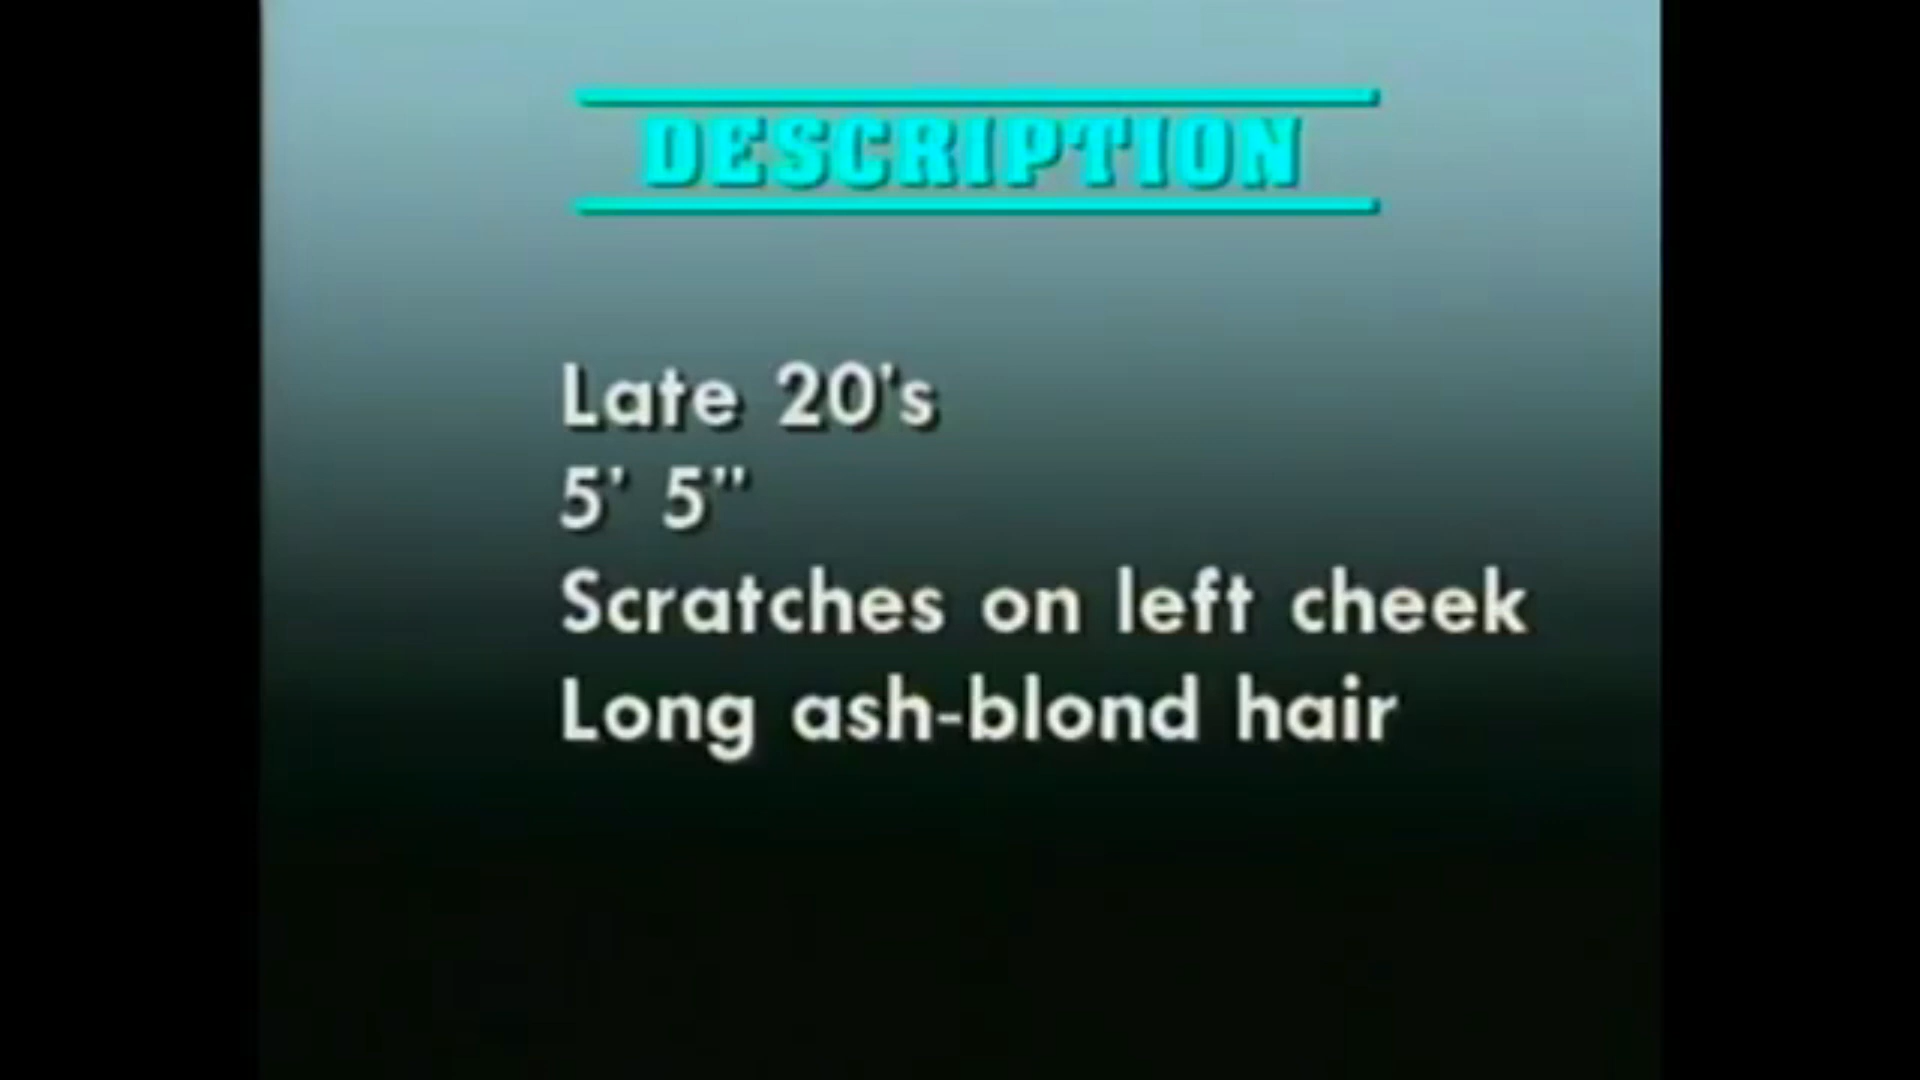 DESCRIPTION
Late 20's
5' 5"
Scratches on left cheek
Long ash-blond hair